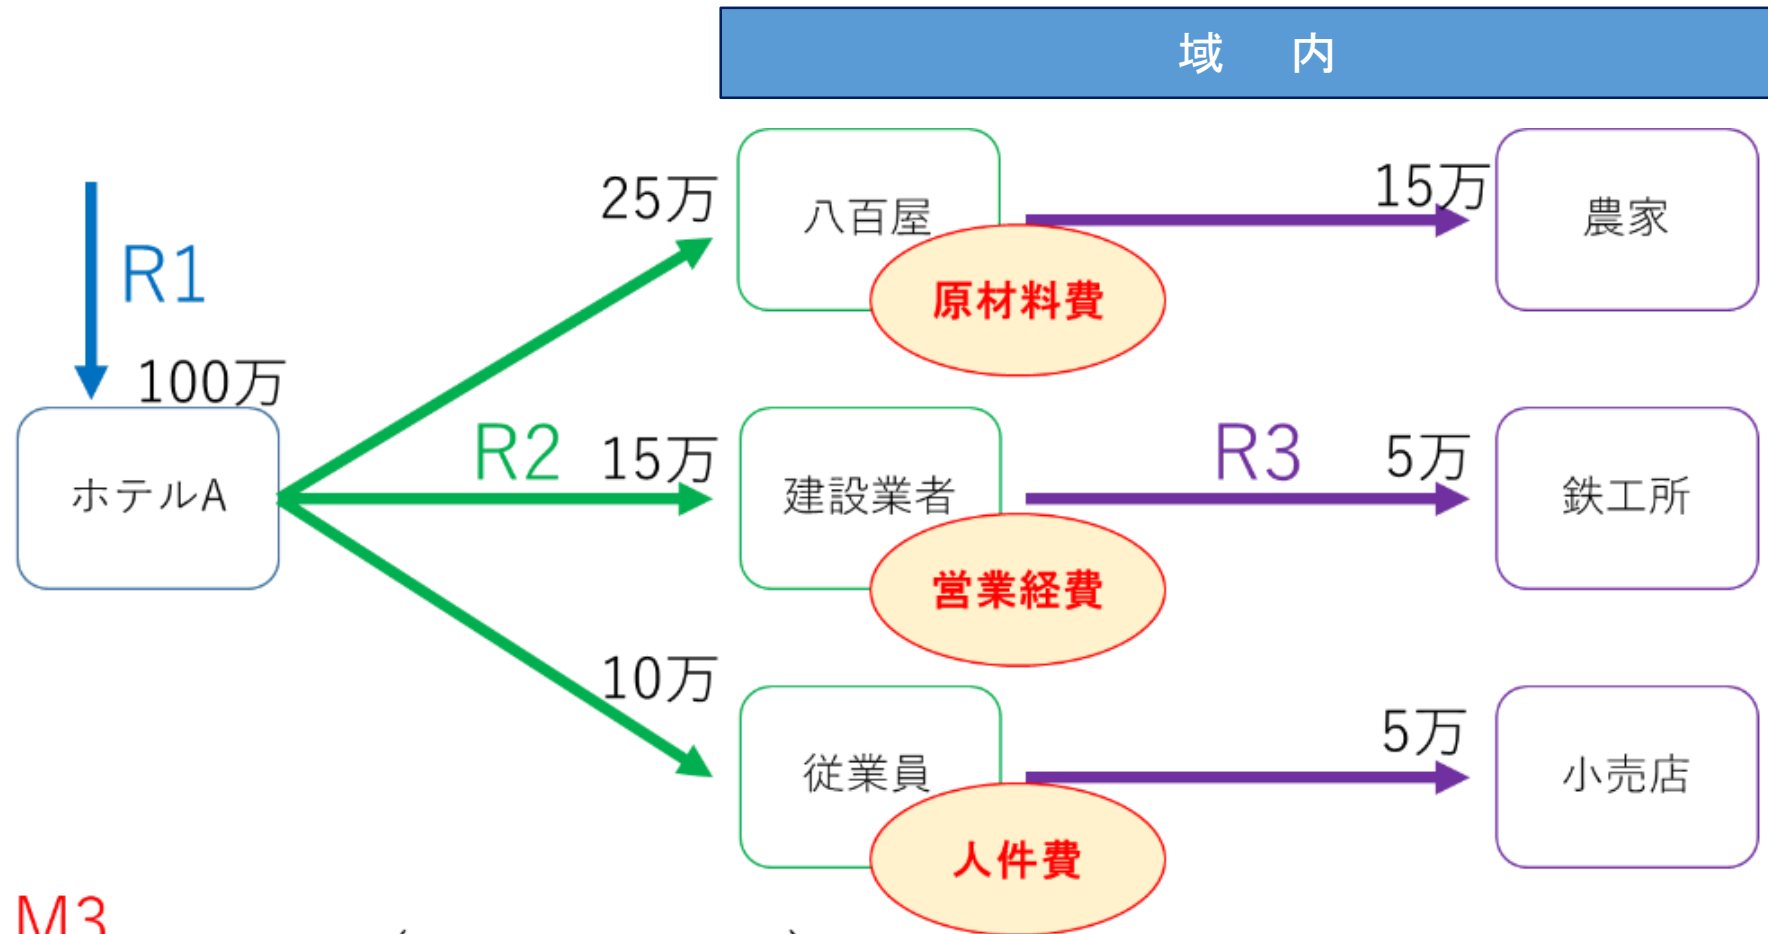 域 内
25万
八百屋
15万
農家
原材料費
R1
100万
ホテルA
R2
15万
建設業者
R3
5万
鉄工所
営業経費
10万
従業員
5万
小売店
人件費
M3